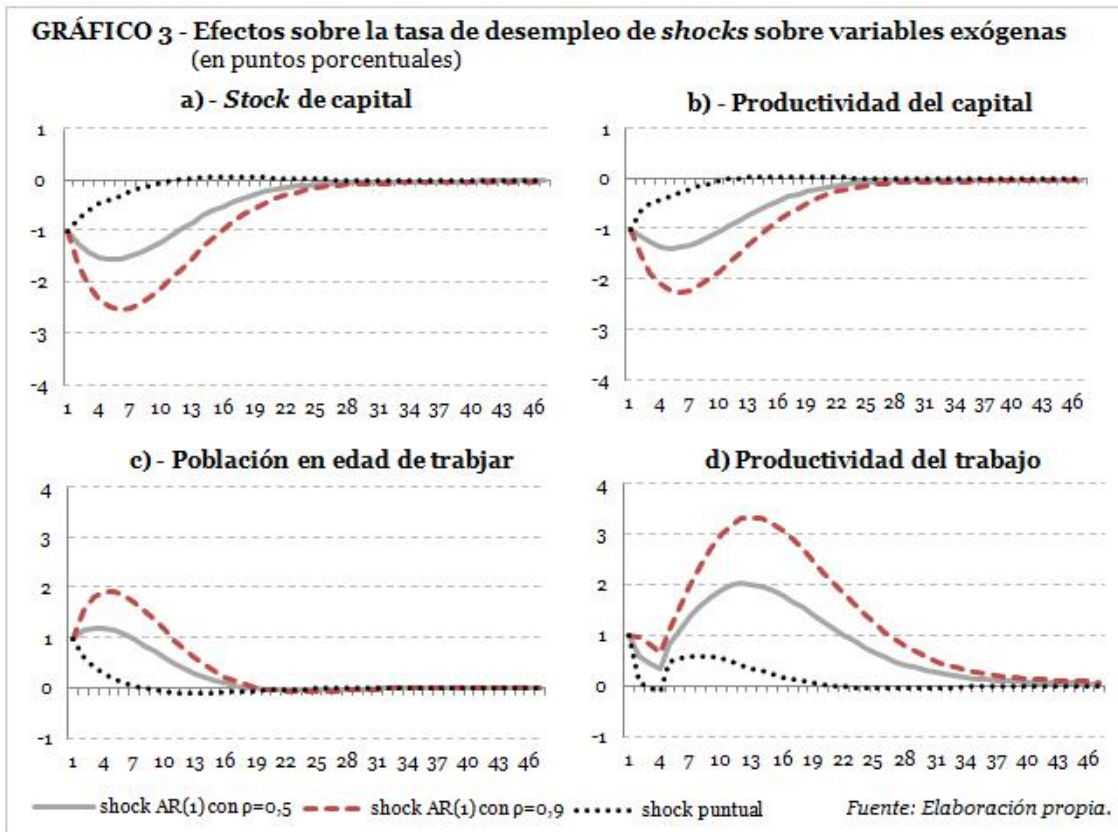 GRÁFICO 3 - Efectos sobre la tasa de desempleo de shocks sobre variables exógenas
(en puntos porcentuales)
a) - Stock de capital
1
0
-1
-2
-3
-4
1 4 7 10 13 16 19 22 25 28 31 34 37 40 43 46
b) - Productividad del capital
1
0
-1
-2
-3
-4
1 4 7 10 13 16 19 22 25 28 31 34 37 40 43 46
c) - Población en edad de trabjar
4
3
2
1
0
-1
1 4 7 10 13 16 19 22 25 28 31 34 37 40 43 46
d) Productividad del trabajo
4
3
2
1
0
-1
1 4 7 10 13 16 19 22 25 28 31 34 37 40 43 46
shock AR(1) con ρ=0,5 shock AR(1) con ρ=0,9 shock puntual Fuente: Elaboración propia.